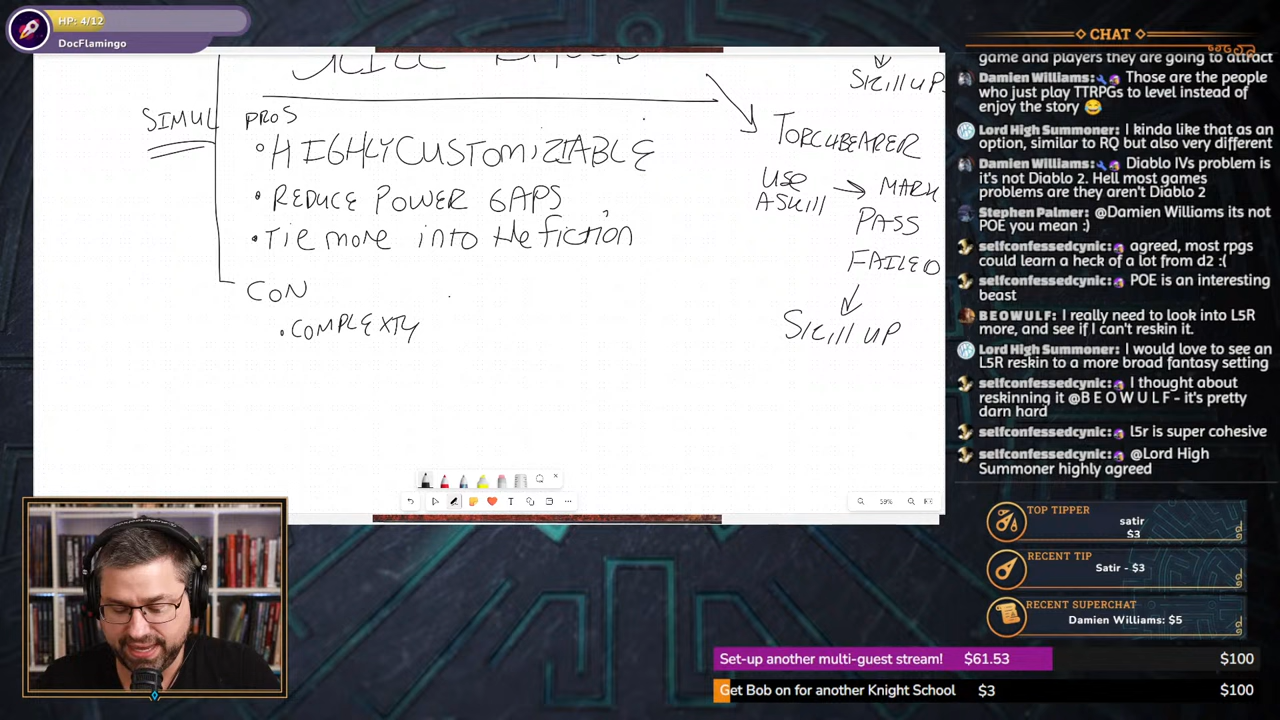 HP: 4/12
DocFlamingo
SKILL
SIMUL
PROS
•HIGHLY CUSTOMIZIABLE
•REDUCE POWER GAPS
•Tie more into the fiction
CON
•COMPLEXTY
SKillUP
TORCHBEARER
USE
ASKill
MARK
PASS
FAILED
SKill UP
59%
CHAT
game and players they are going to attract
Damien Williams: Those are the people
who just play TTRPGs to level instead of
enjoy the story 😂
Lord High Summoner: I kinda like that as an
option, similar to RQ but also very different
Damien Williams: Diablo IVs problem is
it's not Diablo 2. Hell most games
problems are they aren't Diablo 2
Stephen Palmer: @Damien Williams its not
POE you mean :)
selfconfessedcynic: agreed, most rpgs
could learn a heck of a lot from d2 :(
selfconfessedcynic: POE is an interesting
beast
B E O W U L F: I really need to look into L5R
more, and see if I can't reskin it.
Lord High Summoner: I would love to see an
L5R reskin to a more broad fantasy setting
selfconfessedcynic: I thought about
reskinning it @B E O W U L F - it's pretty
darn hard
selfconfessedcynic: l5r is super cohesive
selfconfessedcynic: @Lord High
Summoner highly agreed
TOP TIPPER
satir
$3
RECENT TIP
Satir - $3
RECENT SUPERCHAT
Damien Williams: $5
Set-up another multi-guest stream! $61.53 $100
Get Bob on for another Knight School $3 $100